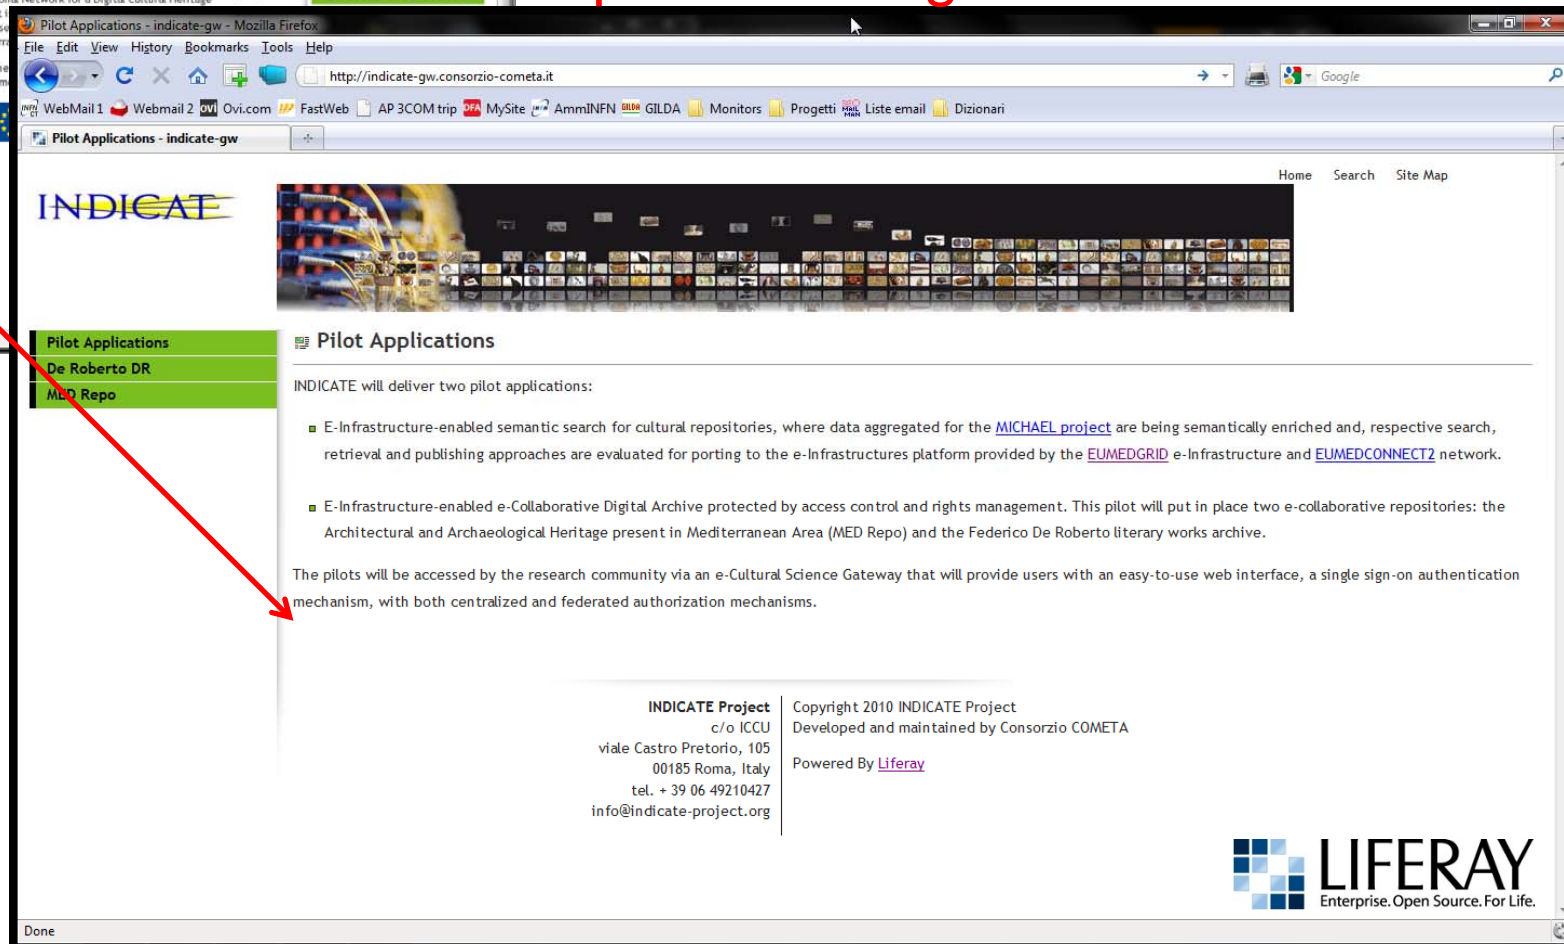 Network for a Digital Cultural Heritage
Pilot Applications - indicate-gw - Mozilla Firefox
File Edit View History Bookmarks Tools Help
http://indicate-gw.consorzio-cometa.it
Google
WebMail 1 Webmail 2 Ovi.com FastWeb AP 3COM trip MySite AmmINFN GILDA Monitors Progetti Liste email Dizionari
Pilot Applications - indicate-gw
Home Search Site Map
INDICATE
Pilot Applications
De Roberto DR
MED Repo
Pilot Applications
INDICATE will deliver two pilot applications:
E-Infrastructure-enabled semantic search for cultural repositories, where data aggregated for the MICHAEL project are being semantically enriched and, respective search,
retrieval and publishing approaches are evaluated for porting to the e-Infrastructures platform provided by the EUMEDGRID e-Infrastructure and EUMEDCONNECT2 network.
E-Infrastructure-enabled e-Collaborative Digital Archive protected by access control and rights management. This pilot will put in place two e-collaborative repositories: the
Architectural and Archaeological Heritage present in Mediterranean Area (MED Repo) and the Federico De Roberto literary works archive.
The pilots will be accessed by the research community via an e-Cultural Science Gateway that will provide users with an easy-to-use web interface, a single sign-on authentication
mechanism, with both centralized and federated authorization mechanisms.
INDICATE Project
c/o ICCU
viale Castro Pretorio, 105
00185 Roma, Italy
tel. + 39 06 49210427
info@indicate-project.org
Copyright 2010 INDICATE Project
Developed and maintained by Consorzio COMETA
Powered By Liferay
LIFERAY
Enterprise. Open Source. For Life.
Done